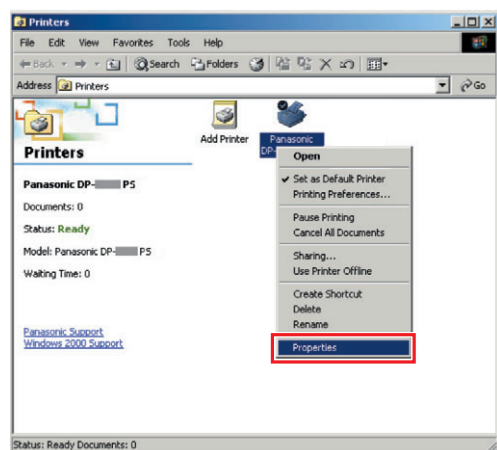 Printers
File Edit View Favorites Tools Help
Back Search Folders
Address Printers Go
Printers
Panasonic DP- PS
Documents: 0
Status: Ready
Model: Panasonic DP- PS
Waiting Time: 0
Panasonic Support
Windows 2000 Support
Add Printer
Panasonic
DP-
Open
Set as Default Printer
Printing Preferences...
Pause Printing
Cancel All Documents
Sharing...
Use Printer Offline
Create Shortcut
Delete
Rename
Properties
Status: Ready Documents: 0